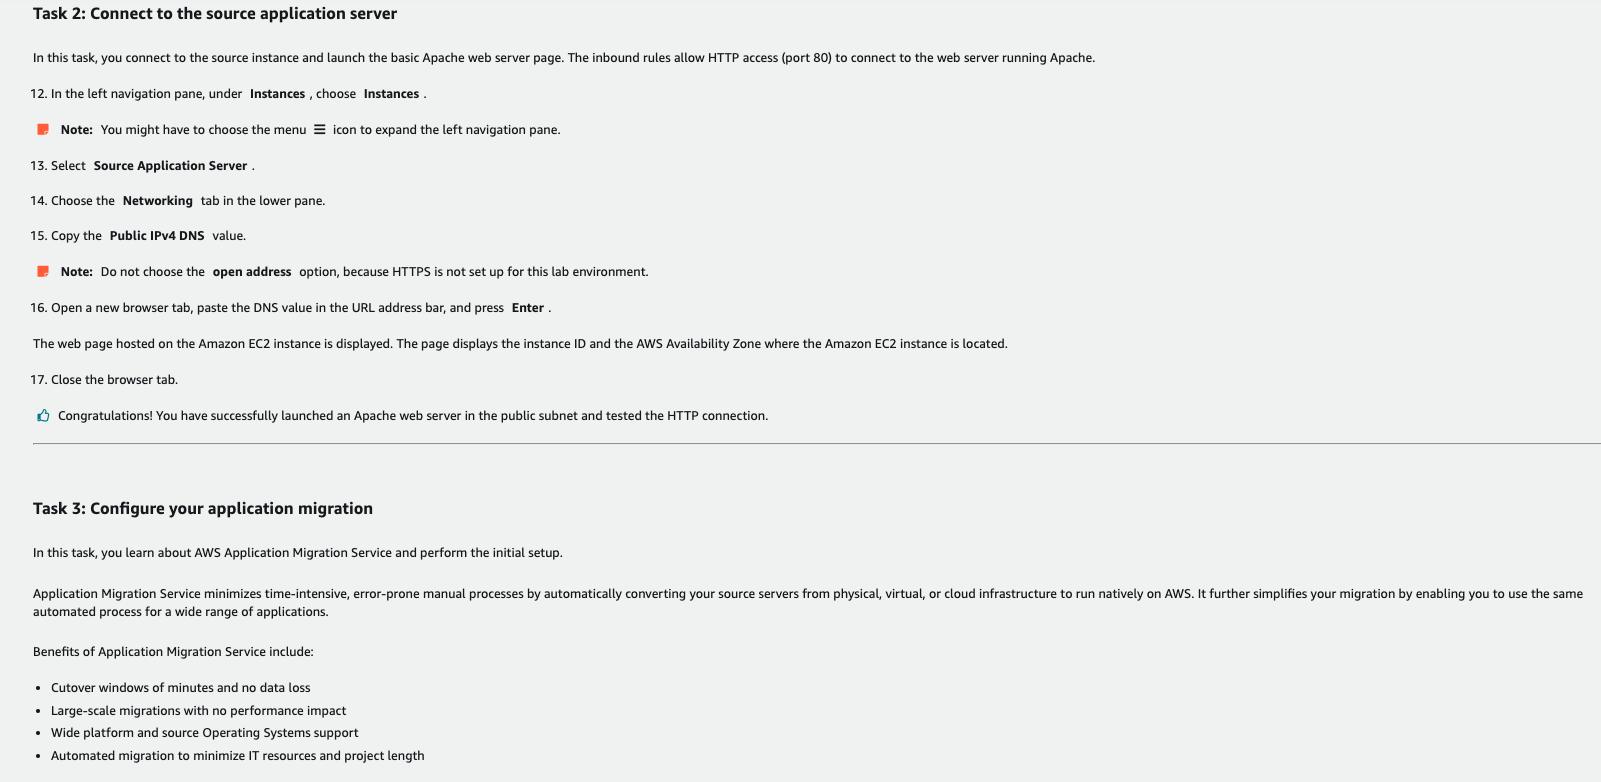 Task 2: Connect to the source application server
In this task, you connect to the source instance and launch the basic Apache web server page. The inbound rules allow HTTP access (port 80) to connect to the web server running Apache.
12. In the left navigation pane, under Instances , choose Instances .
Note: You might have to choose the menu ☰ icon to expand the left navigation pane.
13. Select Source Application Server .
14. Choose the Networking tab in the lower pane.
15. Copy the Public IPv4 DNS value.
Note: Do not choose the open address option, because HTTPS is not set up for this lab environment.
16. Open a new browser tab, paste the DNS value in the URL address bar, and press Enter .
The web page hosted on the Amazon EC2 instance is displayed. The page displays the instance ID and the AWS Availability Zone where the Amazon EC2 instance is located.
17. Close the browser tab.
Congratulations! You have successfully launched an Apache web server in the public subnet and tested the HTTP connection.
Task 3: Configure your application migration
In this task, you learn about AWS Application Migration Service and perform the initial setup.
Application Migration Service minimizes time-intensive, error-prone manual processes by automatically converting your source servers from physical, virtual, or cloud infrastructure to run natively on AWS. It further simplifies your migration by enabling you to use the same
automated process for a wide range of applications.
Benefits of Application Migration Service include:
• Cutover windows of minutes and no data loss
• Large-scale migrations with no performance impact
• Wide platform and source Operating Systems support
• Automated migration to minimize IT resources and project length